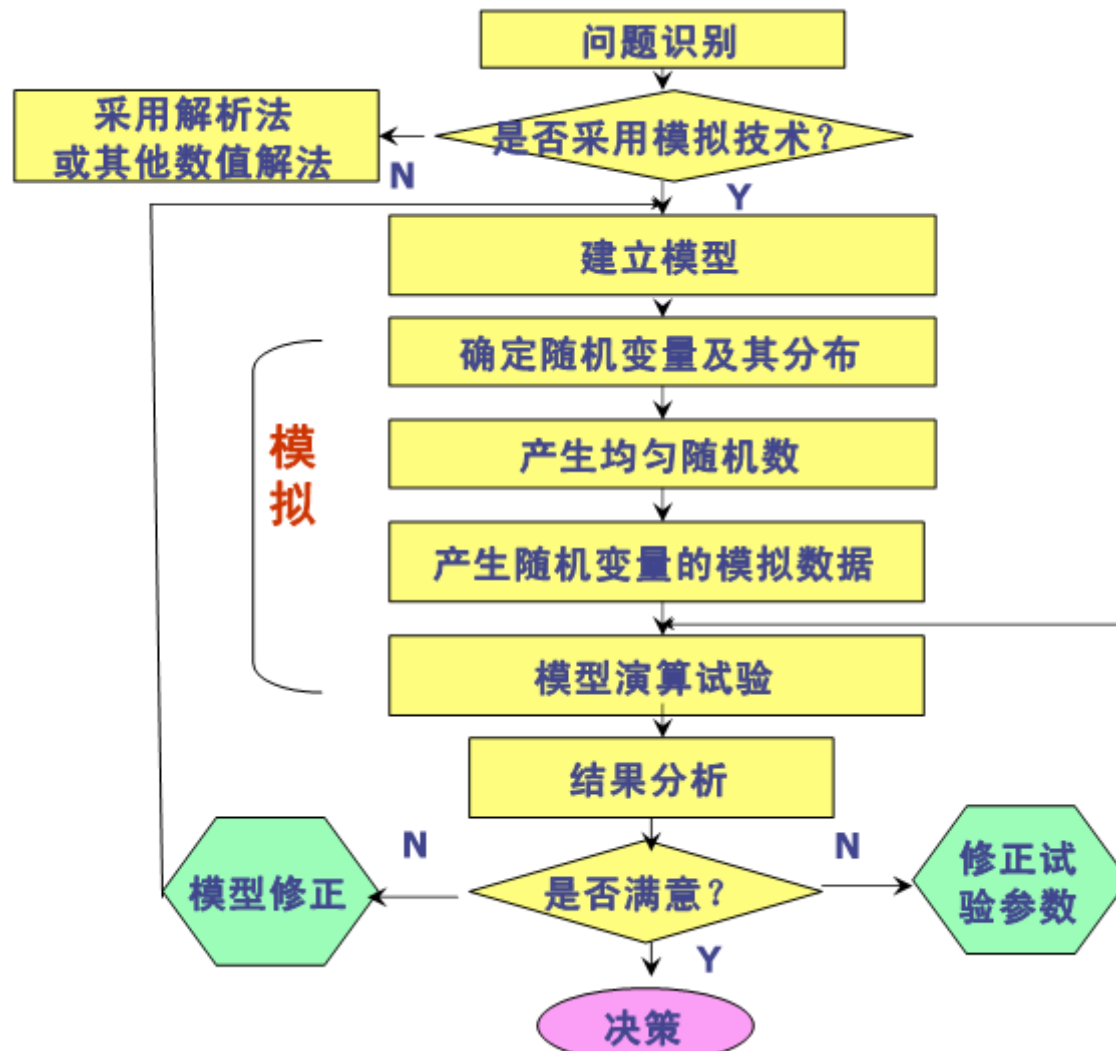 问题识别
采用解析法
或其他数值解法
是否采用模拟技术？
N
Y
建立模型
确定随机变量及其分布
模
拟
产生均匀随机数
产生随机变量的模拟数据
模型演算试验
结果分析
N
N
模型修正
是否满意？
修正试
验参数
Y
决策